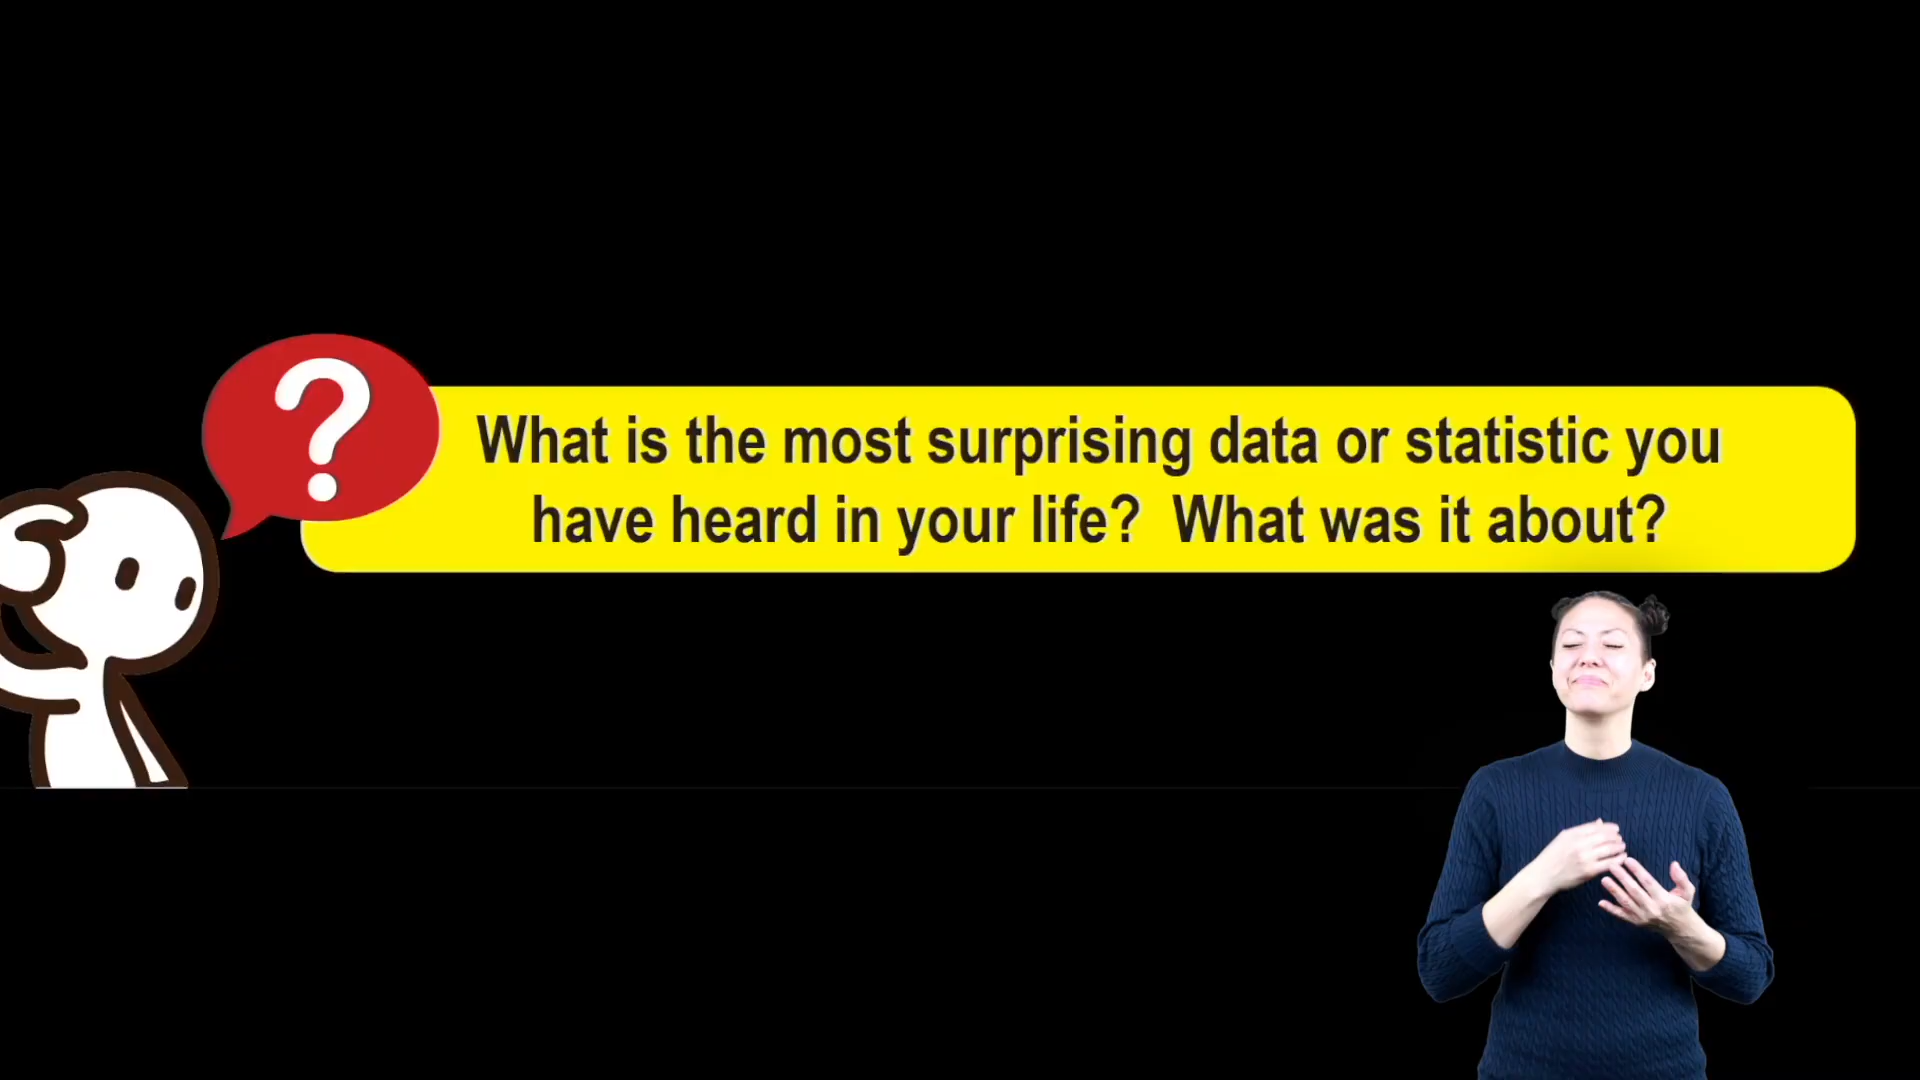 ?
What is the most surprising data or statistic you
have heard in your life? What was it about?